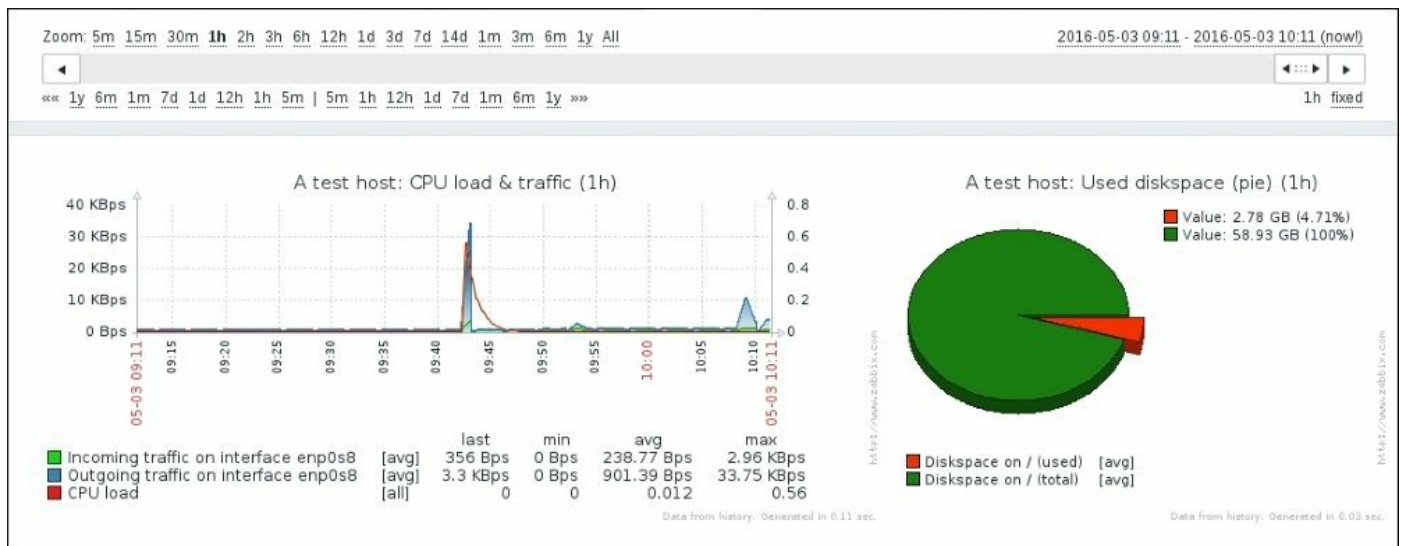 Zoom: 5m 15m 30m 1h 2h 3h 6h 12h 1d 3d 7d 14d 1m 3m 6m 1y All
2016-05-03 09:11 - 2016-05-03 10:11 (now!)
«« 1y 6m 1m 7d 1d 12h 1h 5m | 5m 1h 12h 1d 7d 1m 6m 1y »»
1h fixed
A test host: CPU load & traffic (1h)
40 KBps
30 KBps
20 KBps
10 KBps
0 Bps
0.8
0.6
0.4
0.2
0
05-03 09:11
09:15
09:20
09:25
09:30
09:35
09:40
09:45
09:50
09:55
10:00
10:05
10:10
05-03 10:11
last min avg max
Incoming traffic on interface enp0s8 [avg] 356 Bps 0 Bps 238.77 Bps 2.96 KBps
Outgoing traffic on interface enp0s8 [avg] 3.3 KBps 0 Bps 901.39 Bps 33.75 KBps
CPU load [all] 0 0 0.012 0.56
http://www.zabbix.com
Data from history. Generated in 0.11 sec.
A test host: Used diskspace (pie) (1h)
Value: 2.78 GB (4.71%)
Value: 58.93 GB (100%)
Diskspace on / (used) [avg]
Diskspace on / (total) [avg]
http://www.zabbix.com
Data from history. Generated in 0.03 sec.